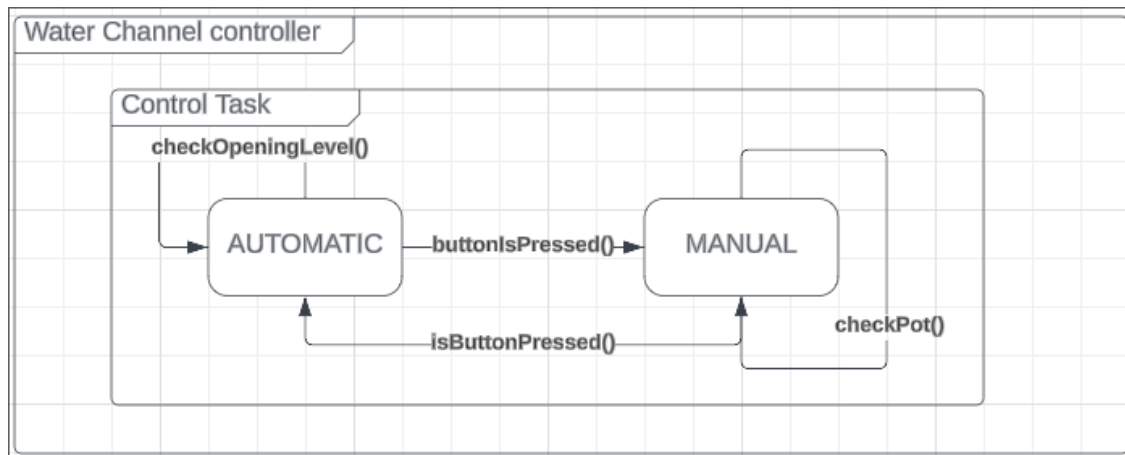 Water Channel controller
Control Task
checkOpeningLevel()
AUTOMATIC
buttonIsPressed()
MANUAL
checkPot()
isButtonPressed()